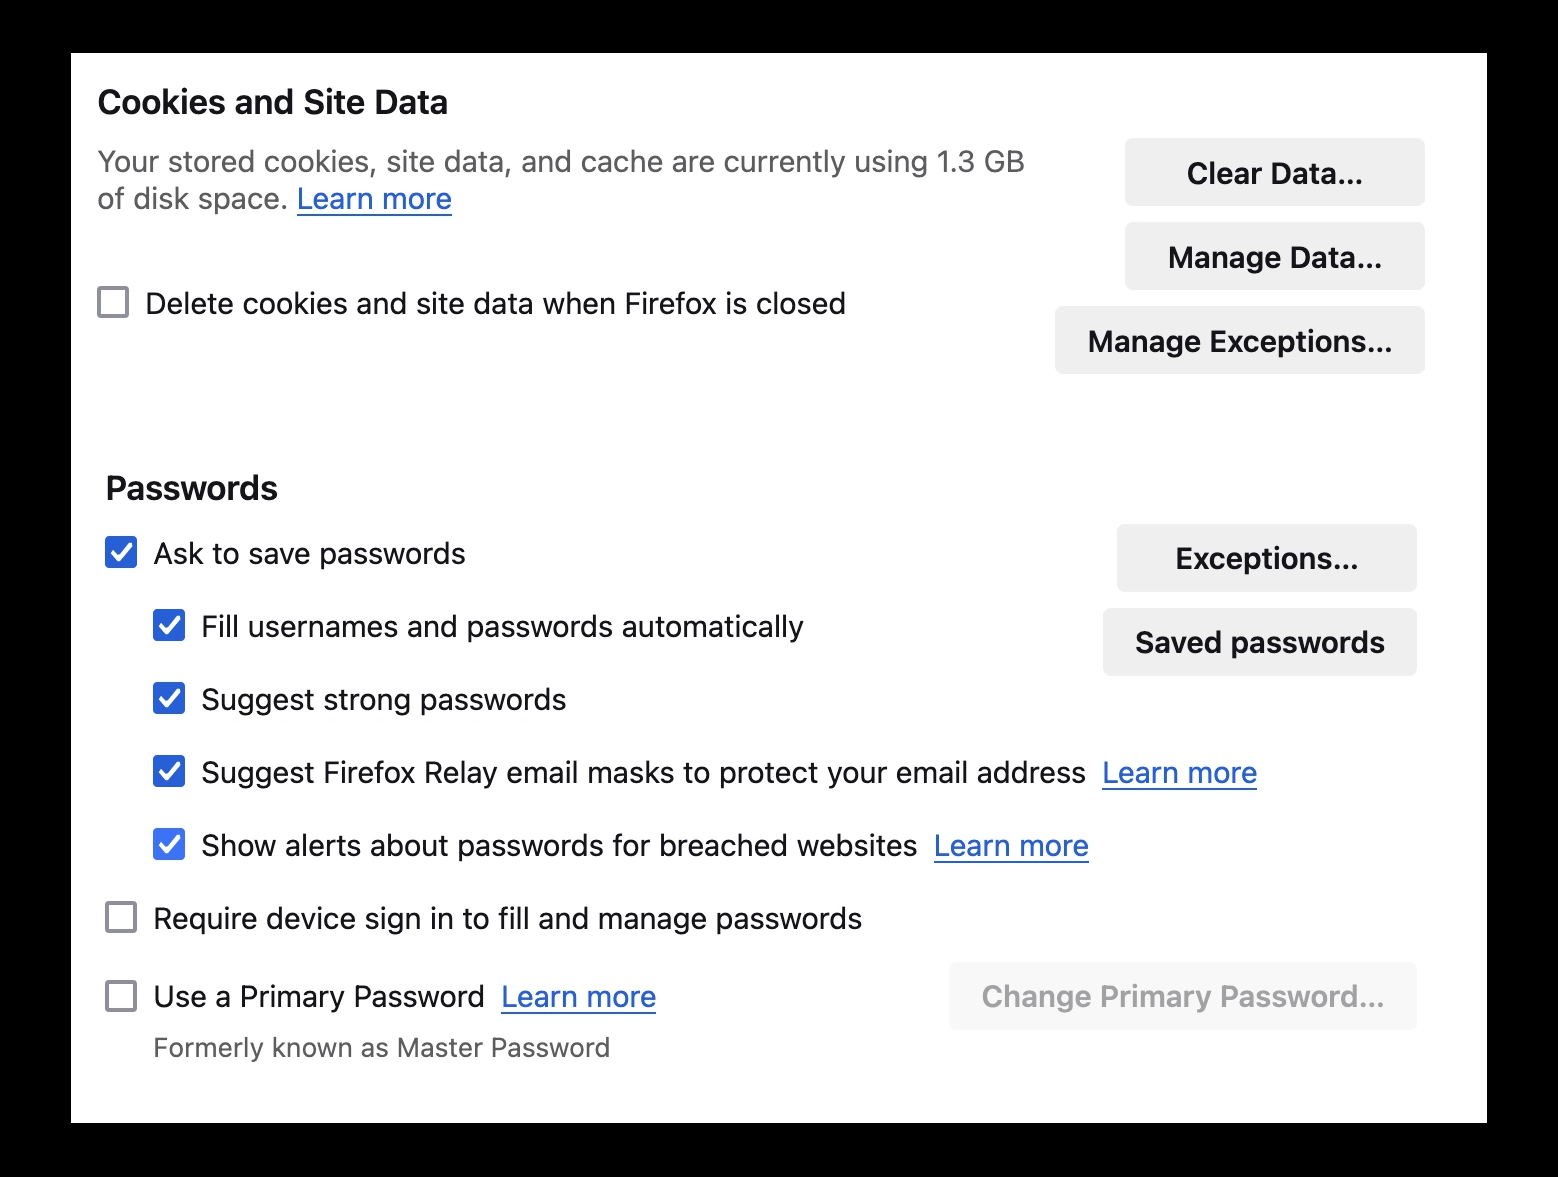 Cookies and Site Data
Your stored cookies, site data, and cache are currently using 1.3 GB
of disk space. Learn more
Clear Data...
Manage Data...
Delete cookies and site data when Firefox is closed
Manage Exceptions...
Passwords
Ask to save passwords
Exceptions...
Fill usernames and passwords automatically
Saved passwords
Suggest strong passwords
Suggest Firefox Relay email masks to protect your email address Learn more
Show alerts about passwords for breached websites Learn more
Require device sign in to fill and manage passwords
Use a Primary Password Learn more
Change Primary Password...
Formerly known as Master Password